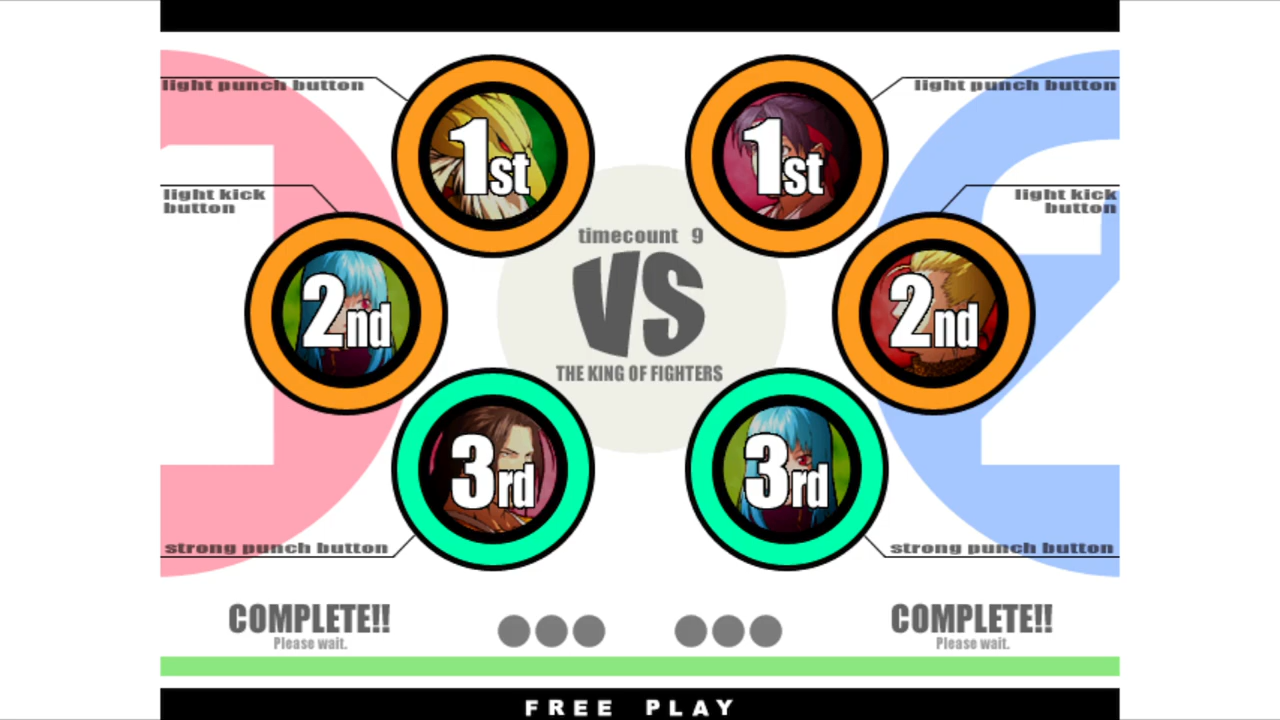 light punch button
1st
1st
light punch button
light kick
button
light kick
button
timecount 9
2nd
VS
2nd
THE KING OF FIGHTERS
3rd
3rd
strong punch button
strong punch button
COMPLETE!!
Please wait.
COMPLETE!!
Please wait.
FREE PLAY
1
2